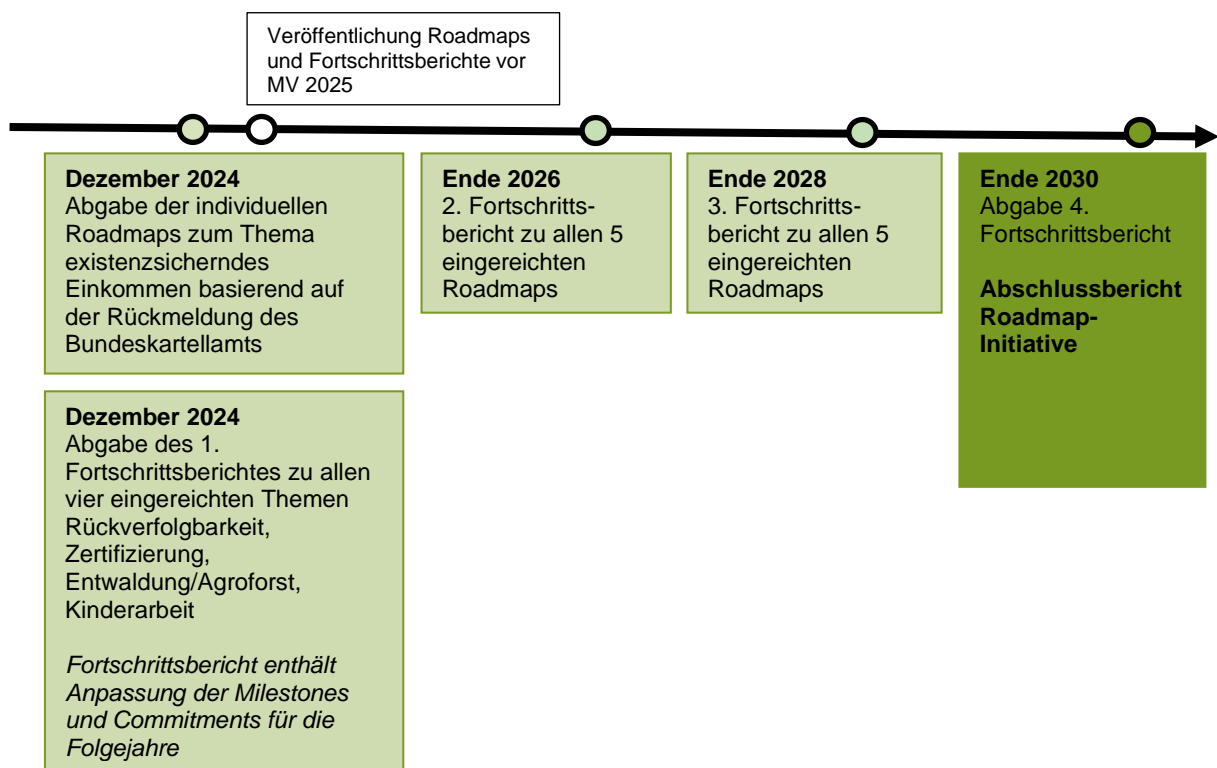 Veröffentlichung Roadmaps
und Fortschrittsberichte vor
MV 2025
Dezember 2024
Abgabe der individuellen
Roadmaps zum Thema
existenzsicherndes
Einkommen basierend auf
der Rückmeldung des
Bundeskartellamts
Dezember 2024
Abgabe des 1.
Fortschrittsberichtes zu allen
vier eingereichten Themen
Rückverfolgbarkeit,
Zertifizierung,
Entwaldung/Agroforst,
Kinderarbeit
Fortschrittsbericht enthält
Anpassung der Milestones
und Commitments für die
Folgejahre
Ende 2026
2. Fortschritts-
bericht zu allen 5
eingereichten
Roadmaps
Ende 2028
3. Fortschritts-
bericht zu allen 5
eingereichten
Roadmaps
Ende 2030
Abgabe 4.
Fortschrittsbericht
Abschlussbericht
Roadmap-
Initiative